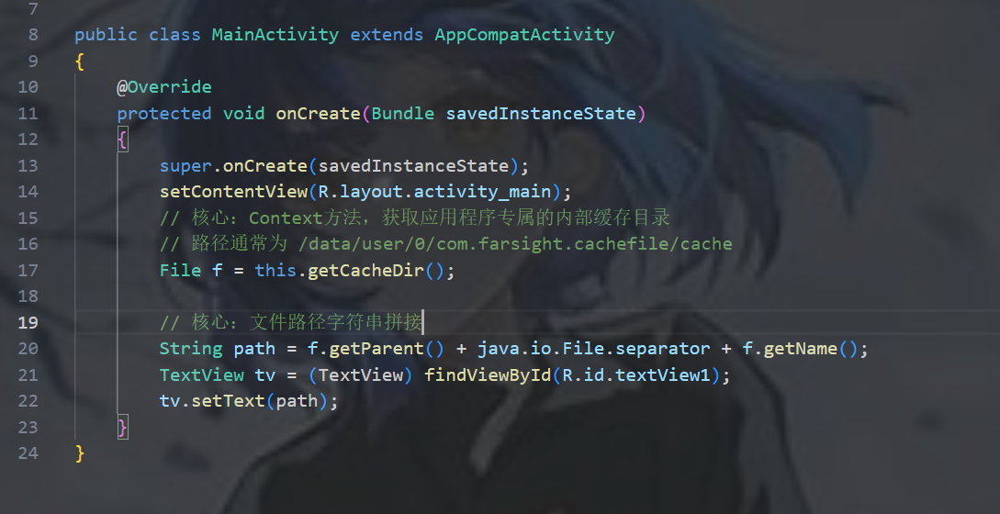 7
8 public class MainActivity extends AppCompatActivity
9 {
10 @Override
11 protected void onCreate(Bundle savedInstanceState)
12 {
13 super.onCreate(savedInstanceState);
14 setContentView(R.layout.activity_main);
15 // 核心: Context方法, 获取应用程序专属的内部缓存目录
16 // 路径通常为 /data/user/0/com.farsight.cachefile/cache
17 File f = this.getCacheDir();
18
19 // 核心: 文件路径字符串拼接
20 String path = f.getParent() + java.io.File.separator + f.getName();
21 TextView tv = (TextView) findViewById(R.id.textView1);
22 tv.setText(path);
23 }
24 }